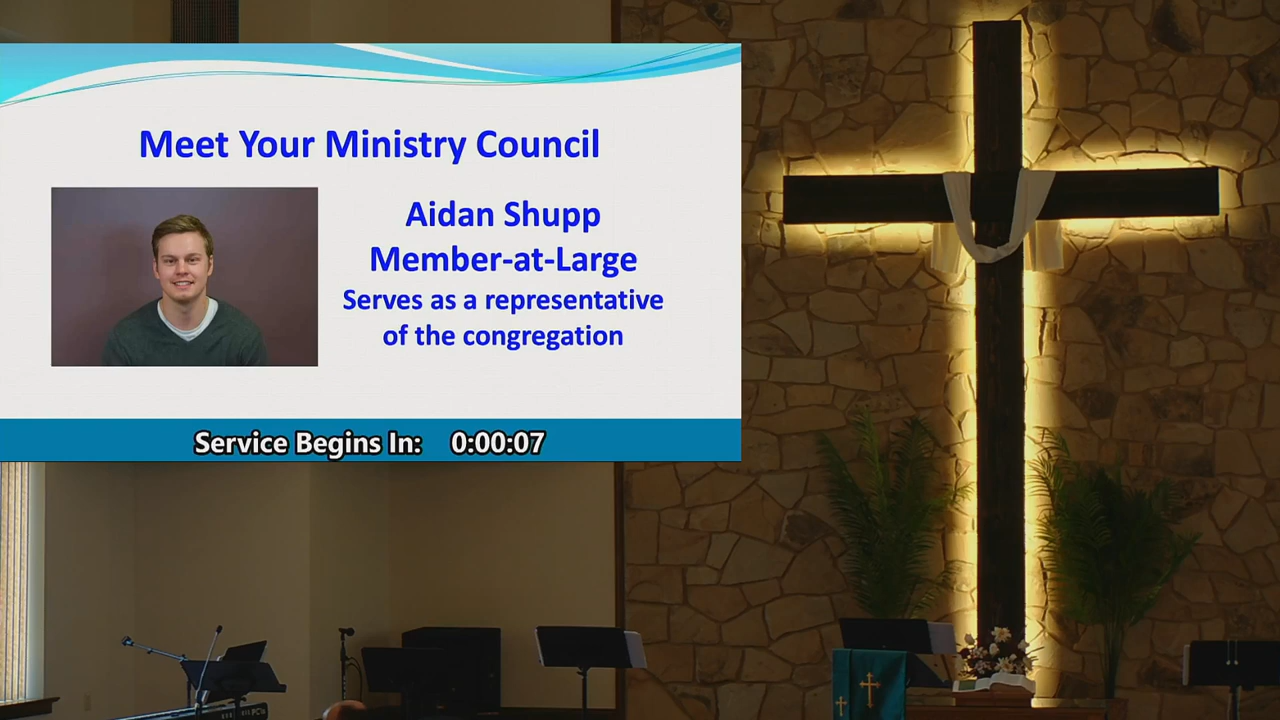 Meet Your Ministry Council
Aidan Shupp
Member-at-Large
Serves as a representative
of the congregation
Service Begins In: 0:00:07